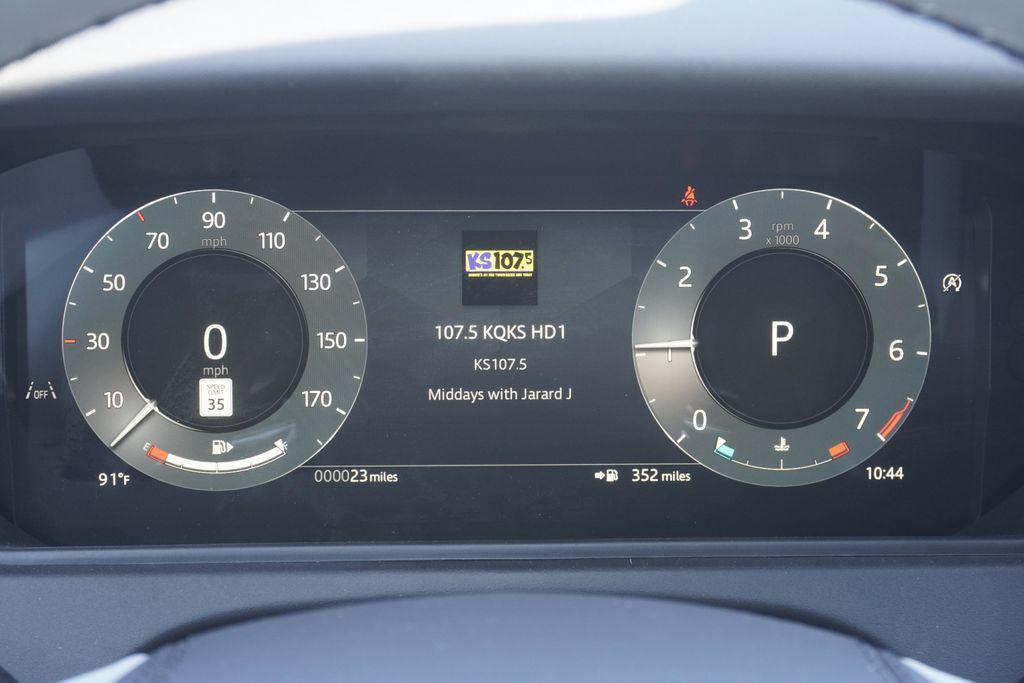 90
mph
70
110
50
130
30
150
10
170
0
mph
SPEED
LIMIT
35
E
F
OFF
91°F
000023 miles
KS107.5
107.5 KQKS HD1
KS107.5
Middays with Jarard J
352 miles
rpm
x 1000
3
4
2
5
1
6
0
7
P
A
10:44